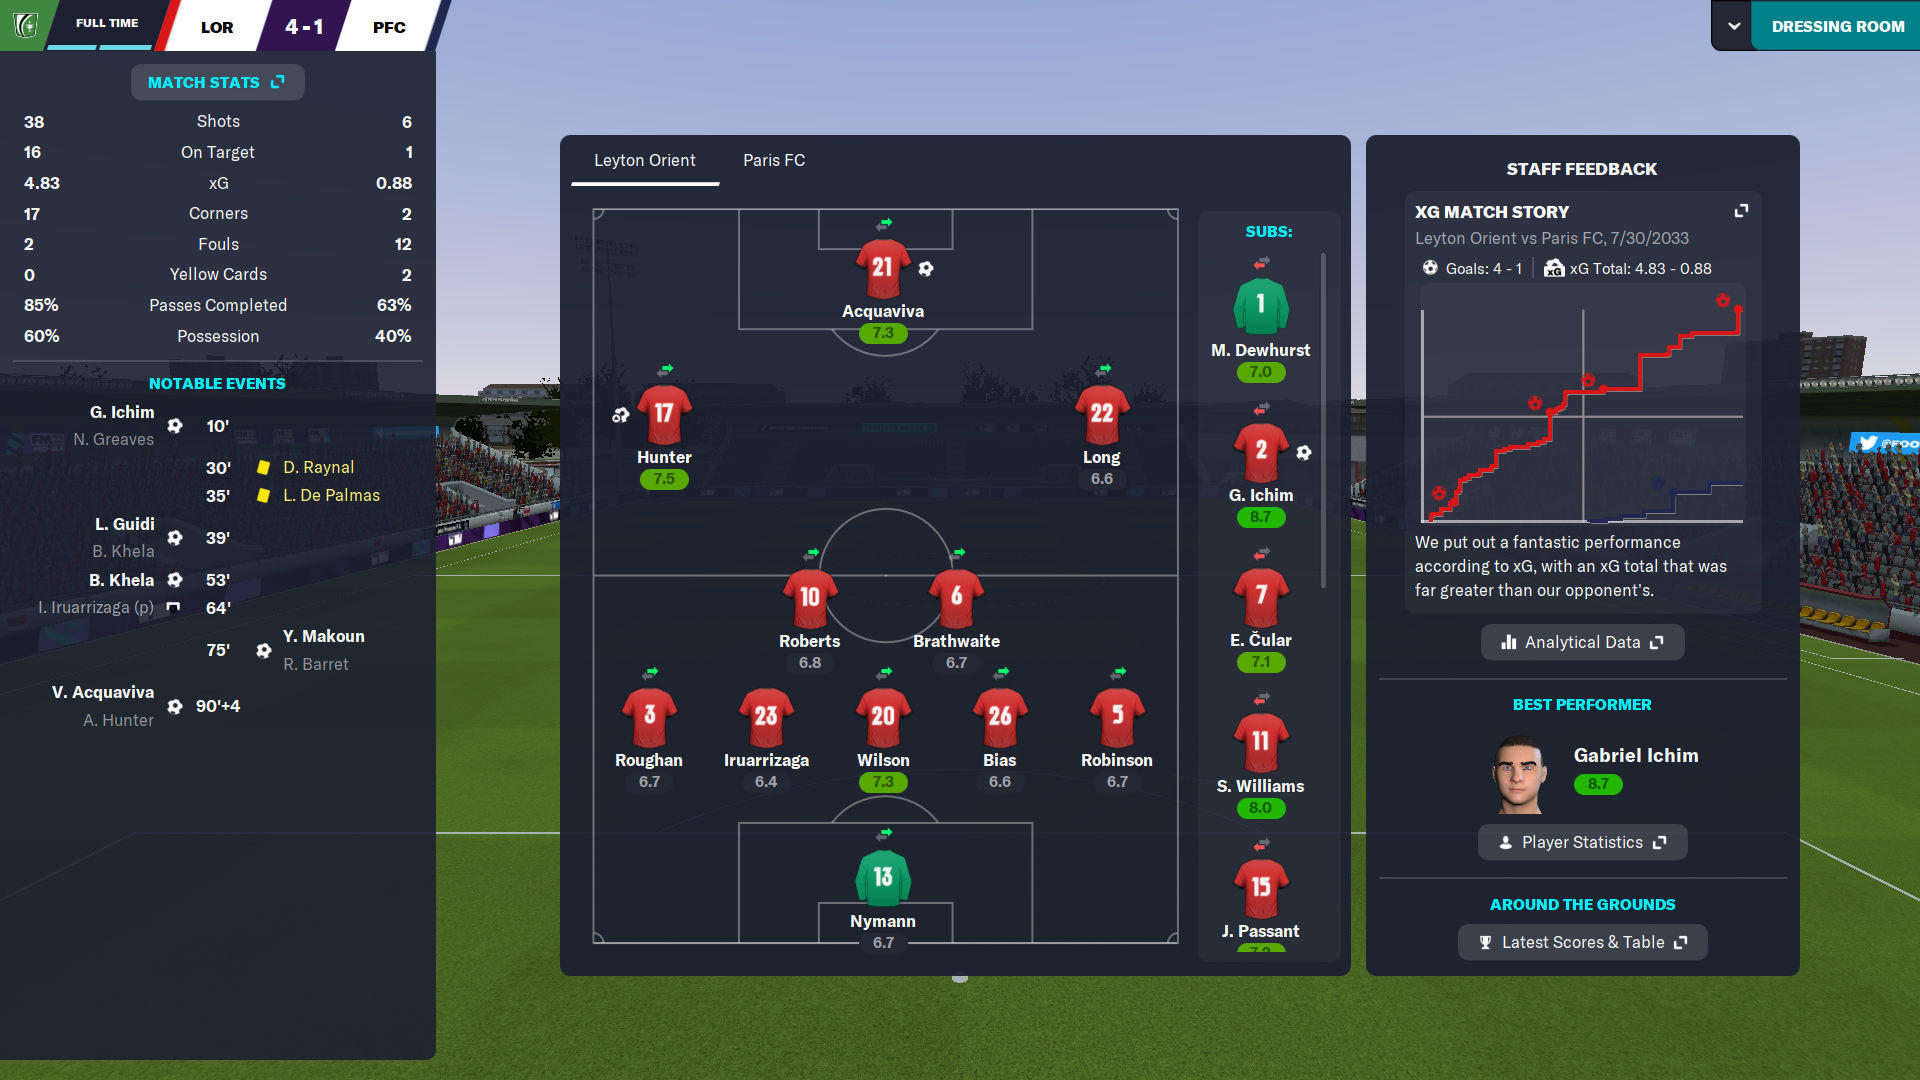 FULL TIME
LOR
4 - 1
PFC
DRESSING ROOM
MATCH STATS
38 Shots 6
16 On Target 1
4.83 xG 0.88
17 Corners 2
2 Fouls 12
0 Yellow Cards 2
85% Passes Completed 63%
60% Possession 40%
NOTABLE EVENTS
G. Ichim 10'
N. Greaves
30' D. Raynal
35' L. De Palmas
L. Guidi 39'
B. Khela
B. Khela 53'
I. Iruarrizaga (p) 64'
75' Y. Makoun
R. Barret
V. Acquaviva 90'+4
A. Hunter
Leyton Orient
Paris FC
21
Acquaviva
7.3
17
Hunter
7.5
22
Long
6.6
10
Roberts
6.8
6
Brathwaite
6.7
3
Roughan
6.7
23
Iruarrizaga
6.4
20
Wilson
7.3
26
Bias
6.6
5
Robinson
6.7
13
Nymann
6.7
SUBS:
1
M. Dewhurst
7.0
2
G. Ichim
8.7
7
E. Čular
7.1
11
S. Williams
8.0
15
J. Passant
STAFF FEEDBACK
XG MATCH STORY
Leyton Orient vs Paris FC, 7/30/2033
Goals: 4 - 1
xG xG Total: 4.83 - 0.88
We put out a fantastic performance
according to xG, with an xG total that was
far greater than our opponent's.
Analytical Data
BEST PERFORMER
Gabriel Ichim
8.7
Player Statistics
AROUND THE GROUNDS
Latest Scores & Table